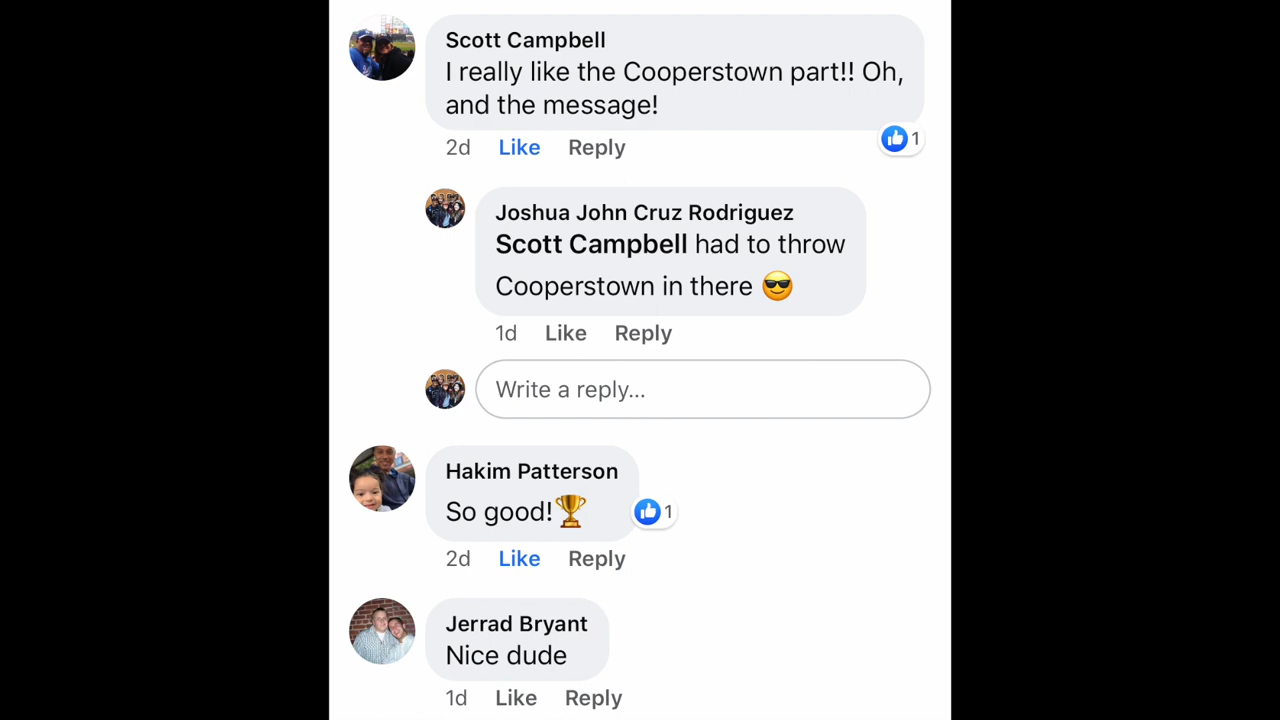 Scott Campbell
I really like the Cooperstown part!! Oh,
and the message!
2d Like Reply
1
Joshua John Cruz Rodriguez
Scott Campbell had to throw
Cooperstown in there 😎
1d Like Reply
Write a reply...
Hakim Patterson
So good!🏆
1
2d Like Reply
Jerrad Bryant
Nice dude
1d Like Reply